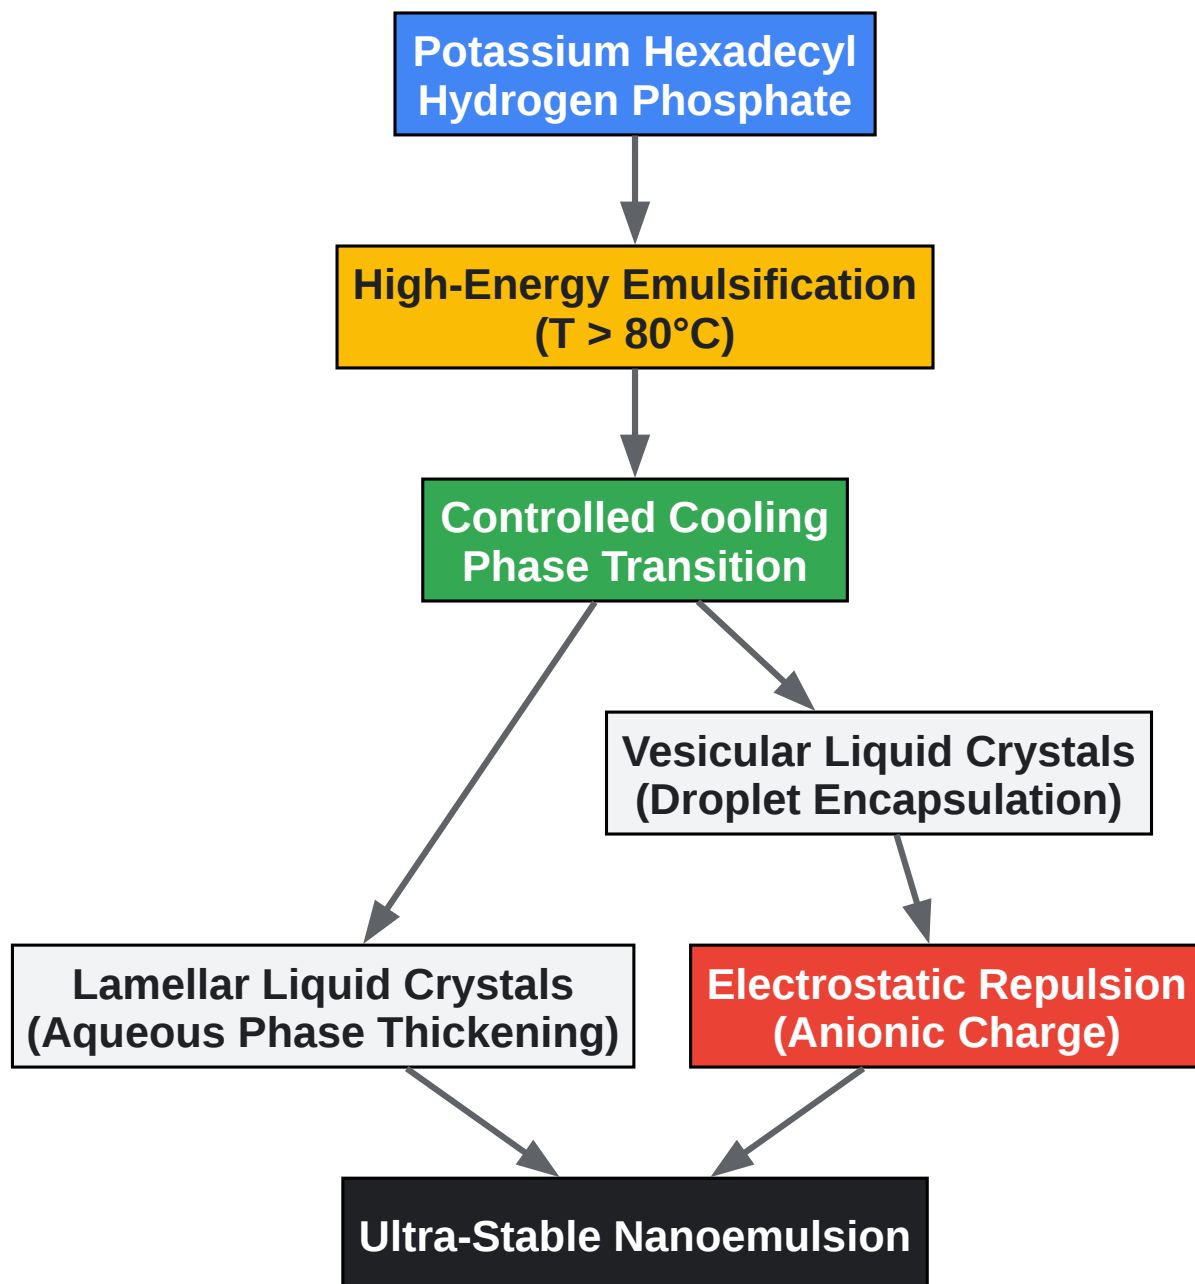 Potassium Hexadecyl
Hydrogen Phosphate
High-Energy Emulsification
(T > 80°C)
Controlled Cooling
Phase Transition
Vesicular Liquid Crystals
(Droplet Encapsulation)
Lamellar Liquid Crystals
(Aqueous Phase Thickening)
Electrostatic Repulsion
(Anionic Charge)
Ultra-Stable Nanoemulsion